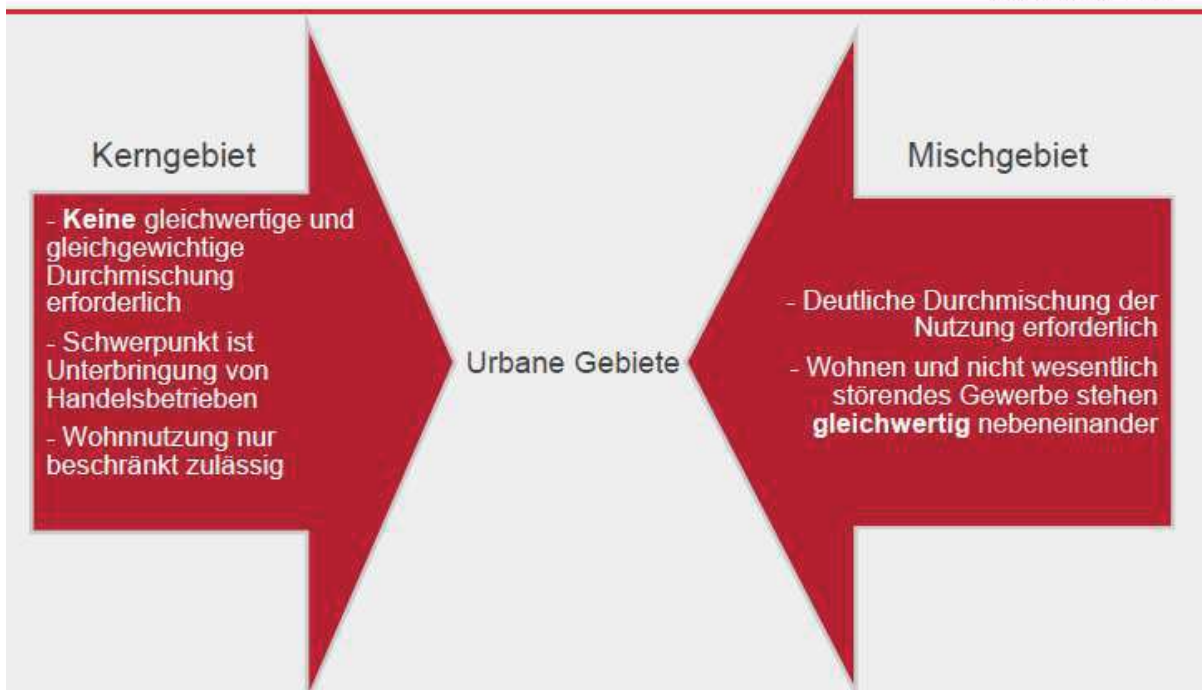 Kerngebiet
- Keine gleichwertige und
gleichgewichtige
Durchmischung
erforderlich
- Schwerpunkt ist
Unterbringung von
Handelsbetrieben
- Wohnnutzung nur
beschränkt zulässig
Urbane Gebiete
Mischgebiet
- Deutliche Durchmischung der
Nutzung erforderlich
- Wohnen und nicht wesentlich
störendes Gewerbe stehen
gleichwertig nebeneinander